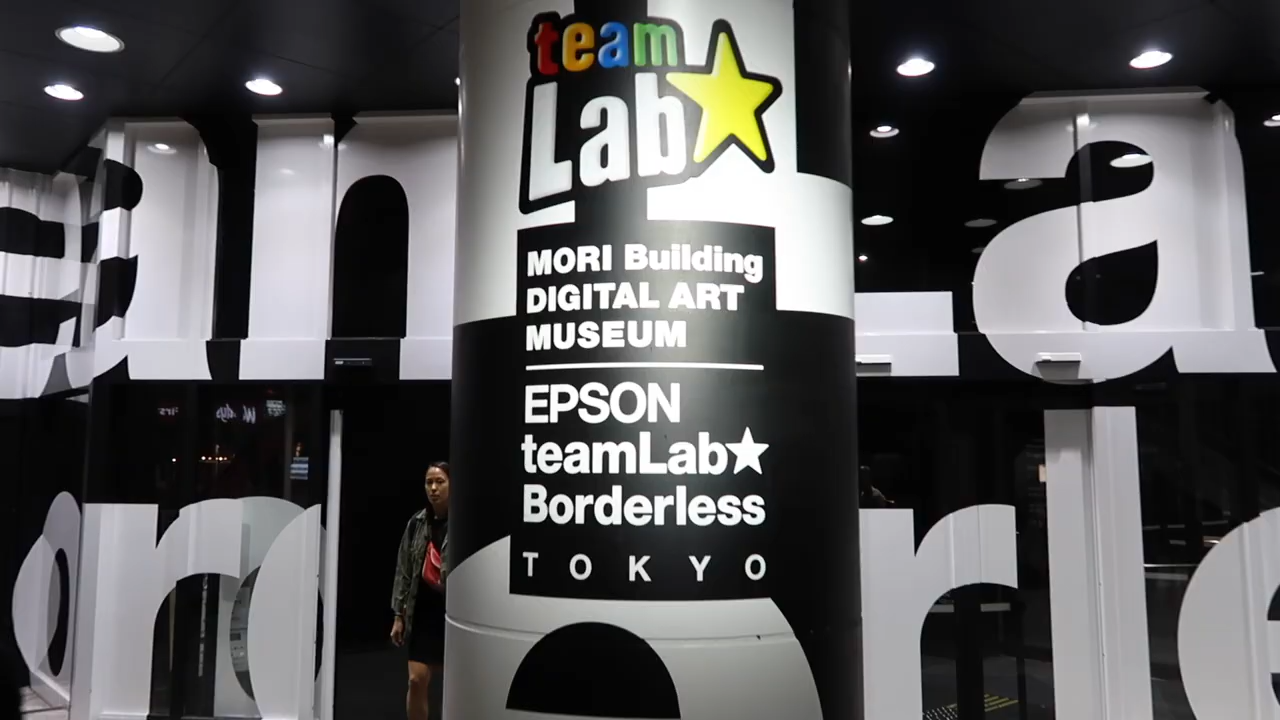 team
Lab
MORI Building
DIGITAL ART
MUSEUM
EPSON
teamLab★
Borderless
TOKYO